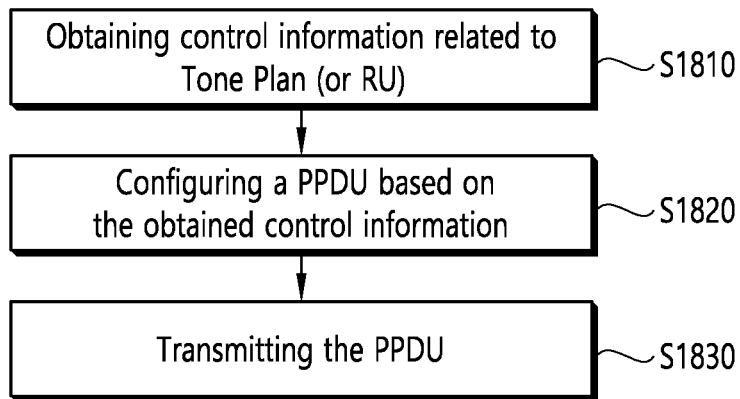 Obtaining control information related to
Tone Plan (or RU)
S1810
Configuring a PPDU based on
the obtained control information
S1820
Transmitting the PPDU
S1830